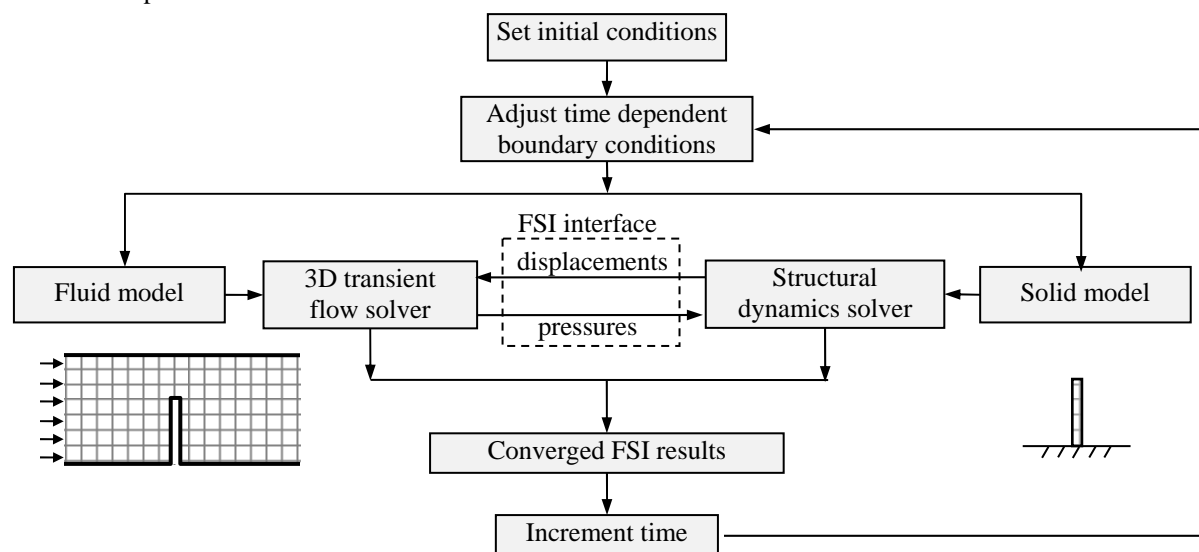 Set initial conditions
Adjust time dependent
boundary conditions
FSI interface
displacements
Fluid model
3D transient
flow solver
pressures
Structural
dynamics solver
Solid model
Converged FSI results
Increment time